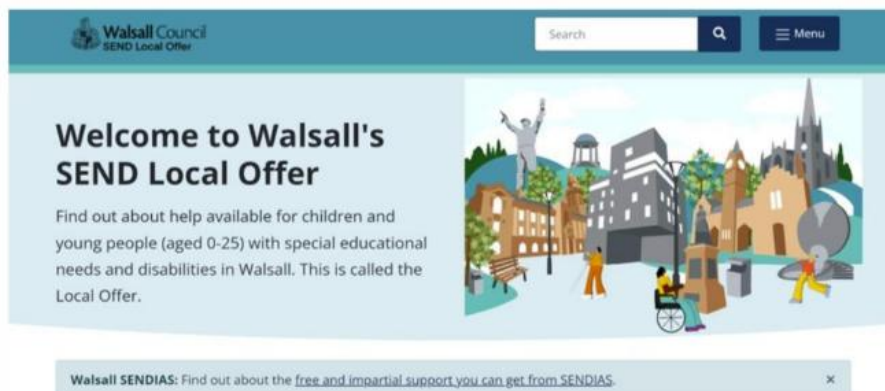 Walsall Council
SEND Local Offer
Search
Menu
Welcome to Walsall's
SEND Local Offer
Find out about help available for children and
young people (aged 0-25) with special educational
needs and disabilities in Walsall. This is called the
Local Offer.
Walsall SENDIAS: Find out about the free and impartial support you can get from SENDIAS.